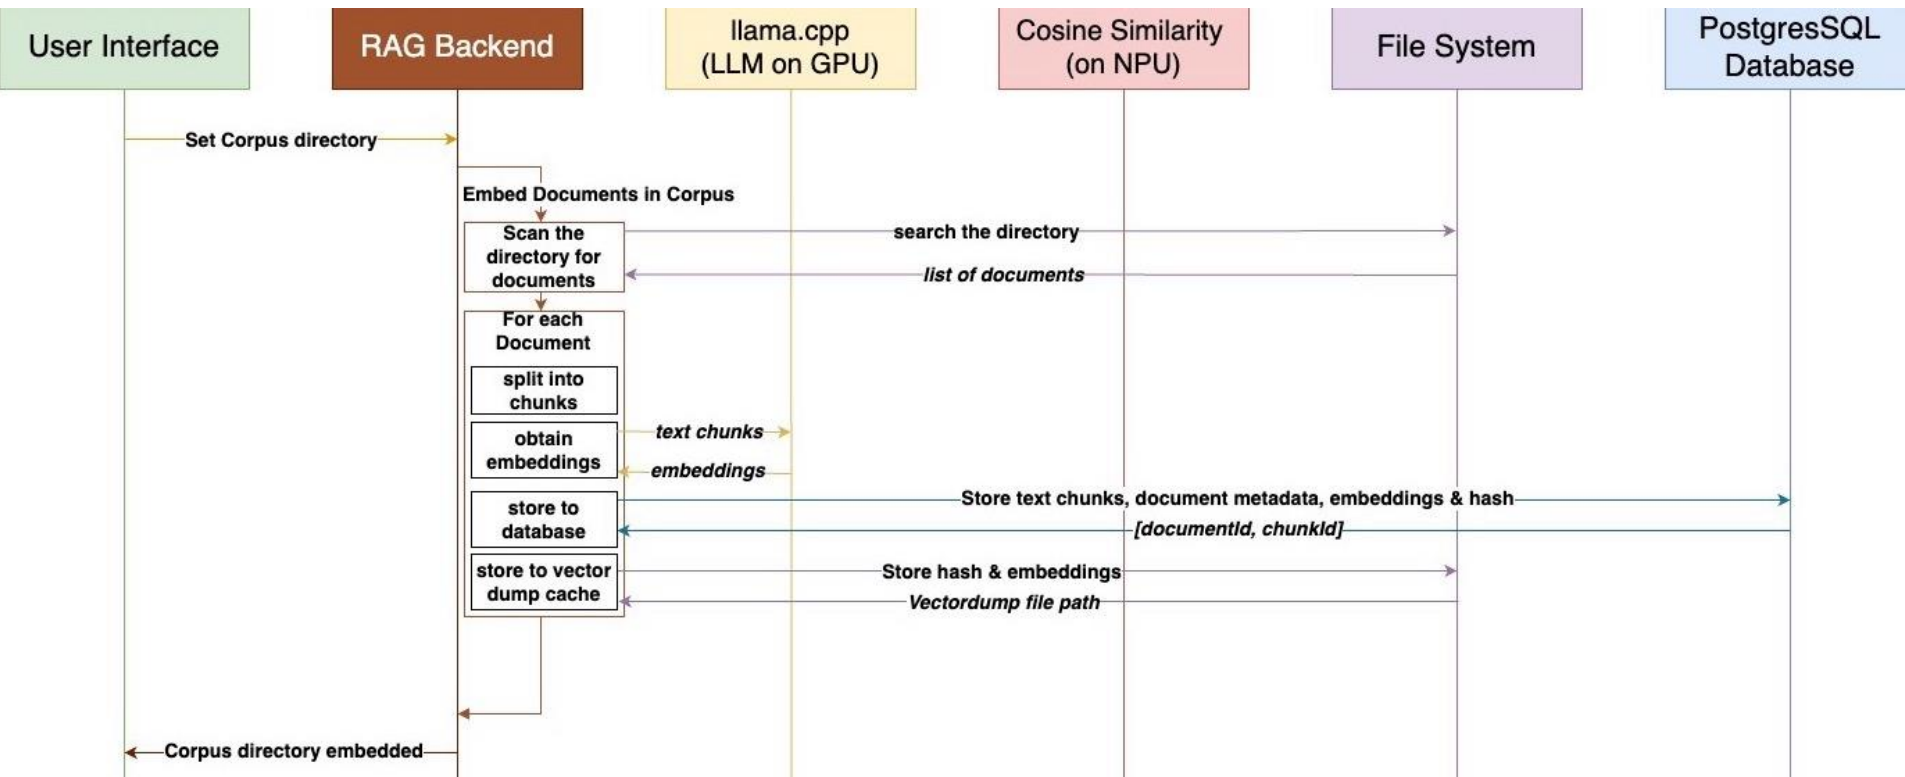 User Interface
RAG Backend
llama.cpp
(LLM on GPU)
Cosine Similarity
(on NPU)
File System
PostgresSQL
Database
Set Corpus directory
Embed Documents in Corpus
Scan the
directory for
documents
search the directory
list of documents
For each
Document
split into
chunks
obtain
embeddings
text chunks
embeddings
store to
database
Store text chunks, document metadata, embeddings & hash
[documentId, chunkId]
store to vector
dump cache
Store hash & embeddings
Vectordump file path
Corpus directory embedded